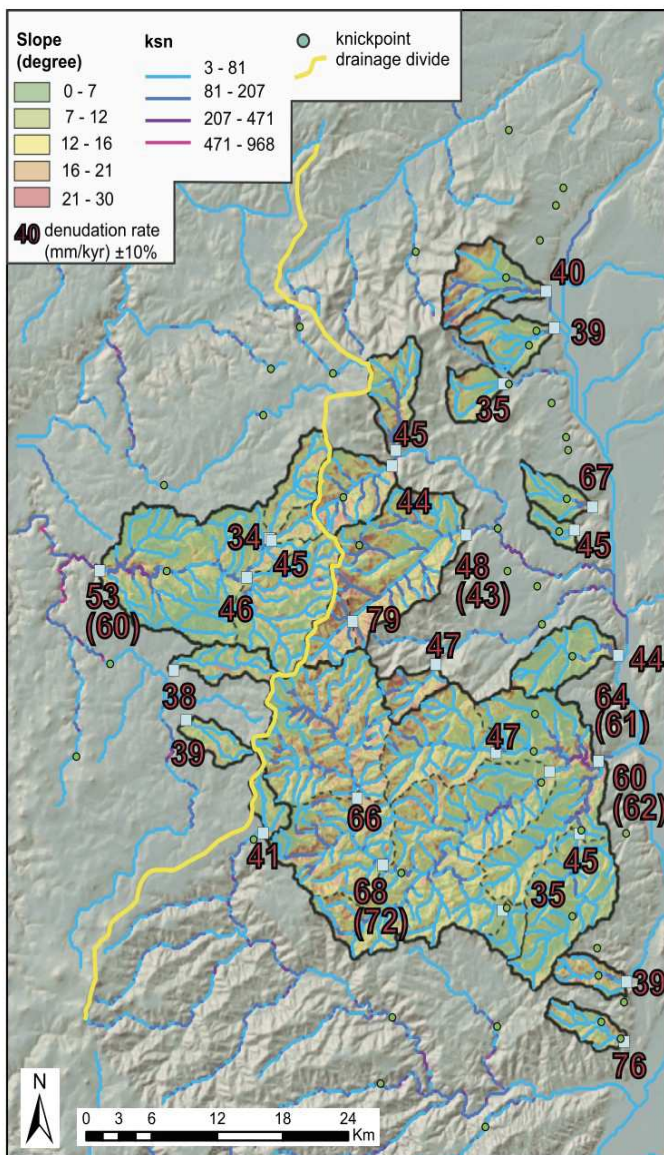 Slope
(degree)
0 - 7
7 - 12
12 - 16
16 - 21
21 - 30
40 denudation rate
(mm/kyr) ±10%
ksn
3 - 81
81 - 207
207 - 471
471 - 968
knickpoint
drainage divide
40
39
35
45
44
67
45
34
45
48
(43)
53
(60)
46
79
47
44
38
64
(61)
39
47
60
(62)
66
41
45
68
(72)
35
39
76
N
0 3 6 12 18 24
Km